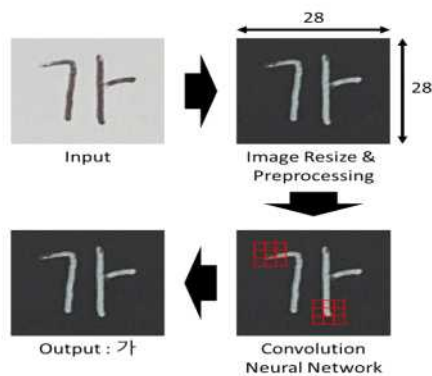 28
가 가
28
Input
Image Resize &
Preprocessing
가 가
Output : 가
Convolution
Neural Network